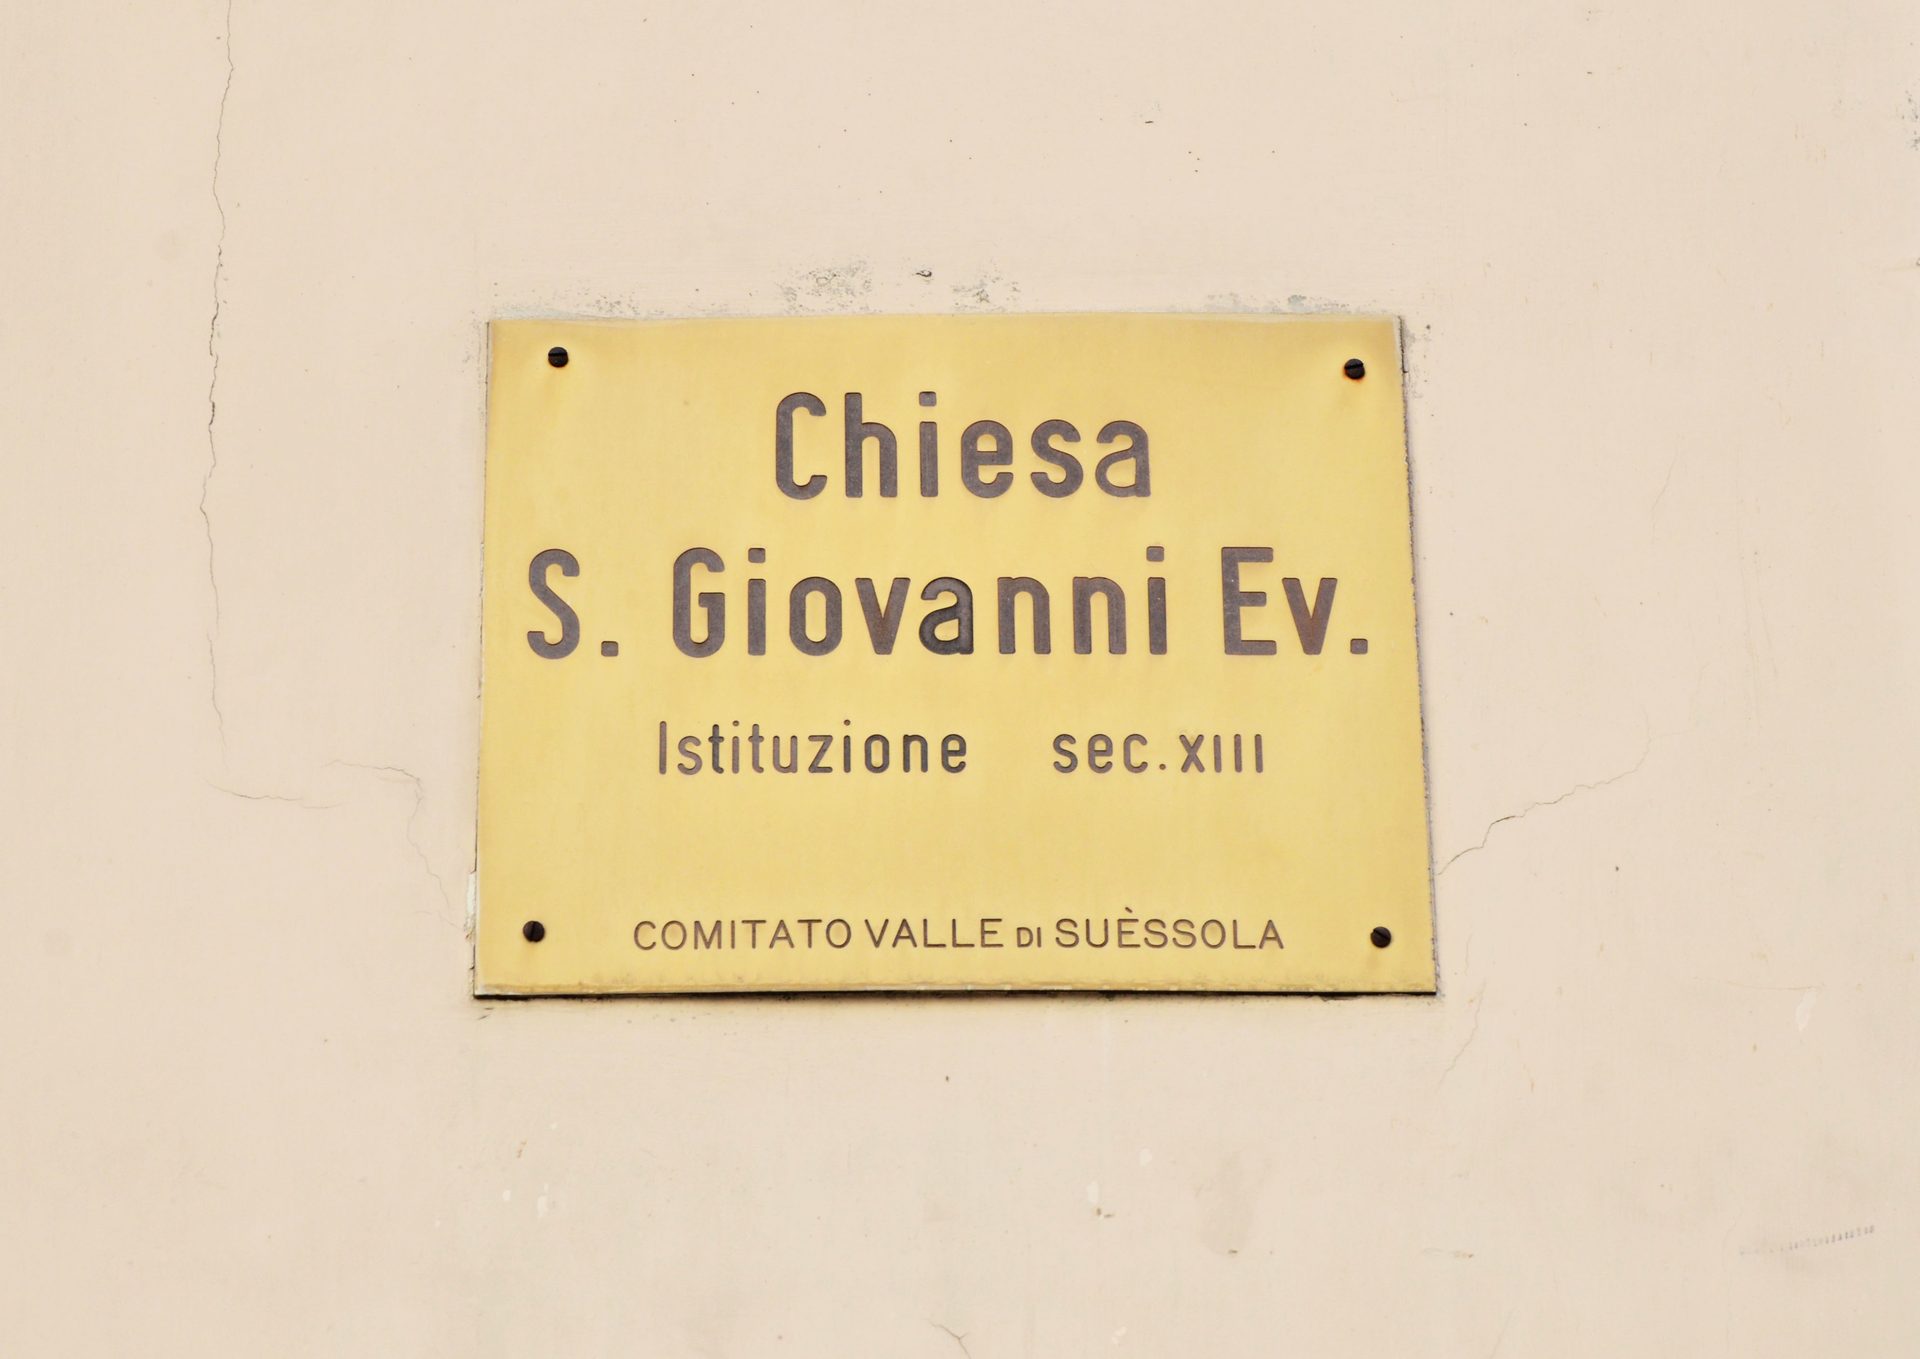 Chiesa
S. Giovanni Ev.
Istituzione sec. XIII
COMITATO VALLE DI SUÈSSOLA